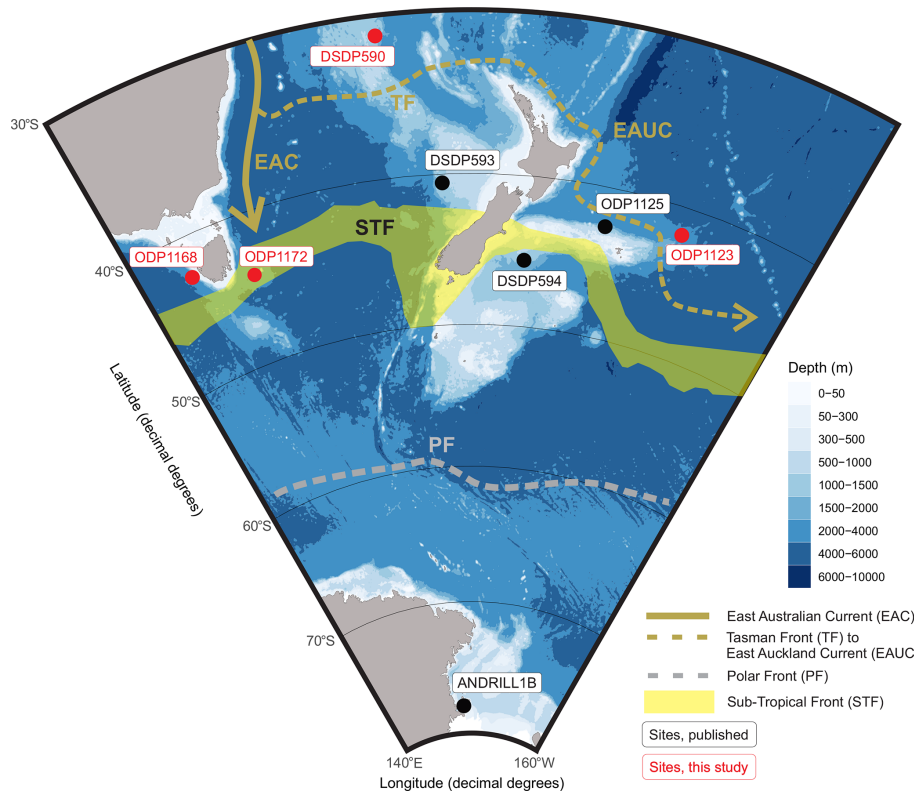 DSDP590
30°S
TF
EAUC
EAC
DSDP593
ODP1125
STF
ODP1168
ODP1172
ODP1123
40°S
DSDP594
Depth (m)
0−50
50−300
300−500
500−1000
1000−1500
1500−2000
2000−4000
4000−6000
6000−10000
Latitude (decimal degrees)
50°S
PF
60°S
East Australian Current (EAC)
Tasman Front (TF) to
East Auckland Current (EAUC
70°S
Polar Front (PF)
ANDRILL1B
Sub-Tropical Front (STF)
Sites, published
140°E
160°W
Sites, this study
Longitude (decimal degrees)